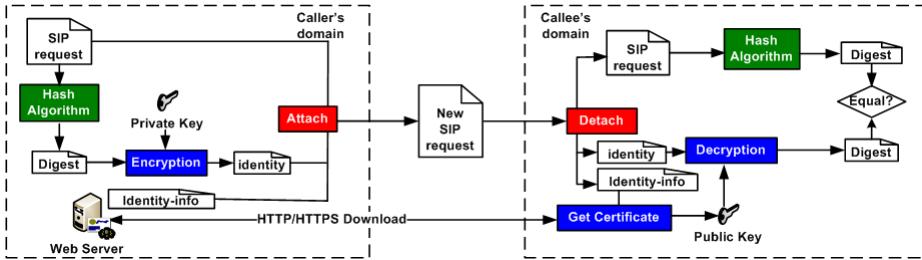 Caller's
domain
SIP
request
Hash
Algorithm
Private Key
Attach
Digest
Encryption
identity
Identity-info
Web Server
HTTP/HTTPS Download
New
SIP
request
Callee's
domain
SIP
request
Hash
Algorithm
Digest
Equal?
Detach
identity
Decryption
Digest
Identity-info
Get Certificate
Public Key